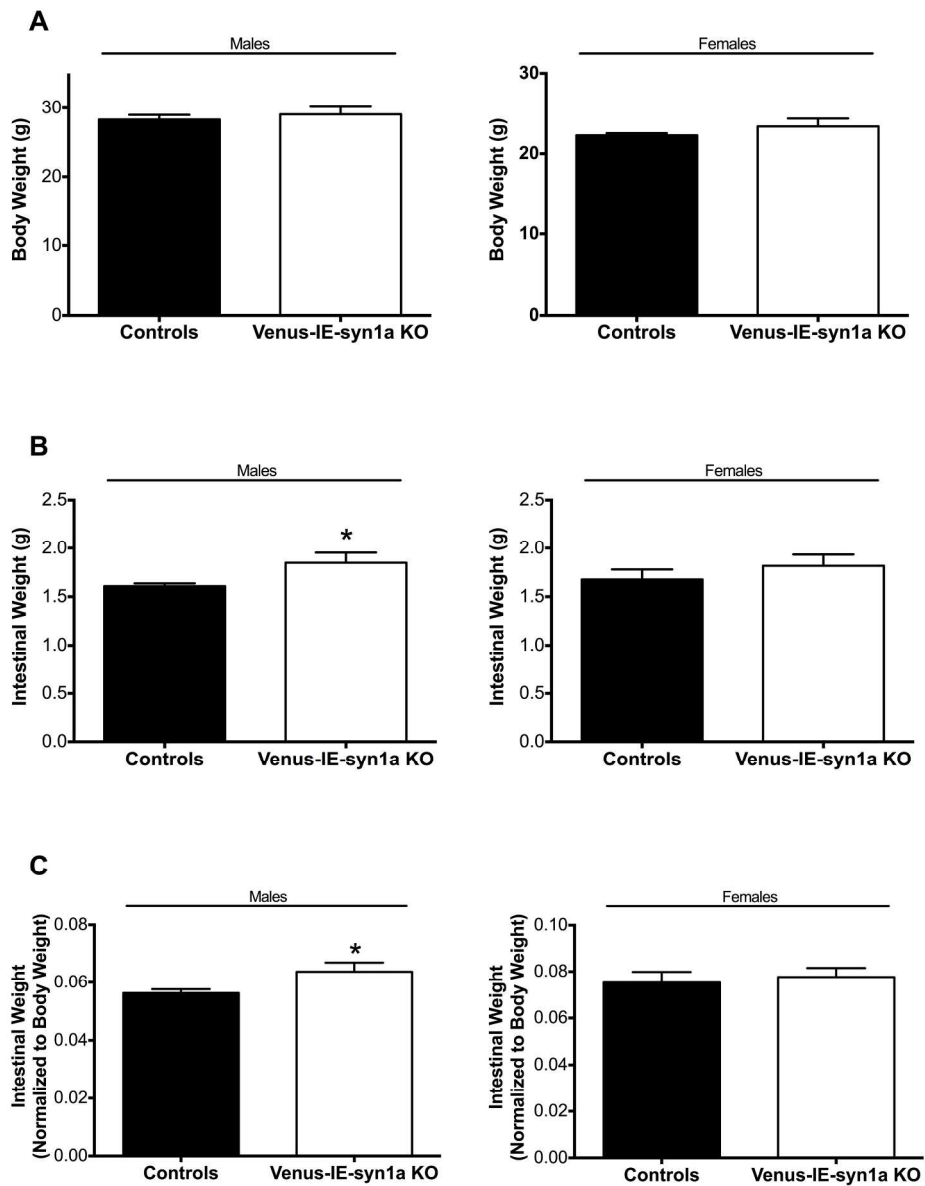 A
Males
Females
Body Weight (g)
30
20
10
0
Controls
Venus-IE-syn1a KO
Body Weight (g)
30
20
10
0
Controls
Venus-IE-syn1a KO
B
Males
Females
Intestinal Weight (g)
2.5
2.0
1.5
1.0
0.5
0.0
*
Controls
Venus-IE-syn1a KO
Intestinal Weight (g)
2.5
2.0
1.5
1.0
0.5
0.0
Controls
Venus-IE-syn1a KO
C
Males
Females
Intestinal Weight
(Normalized to Body Weight)
0.08
0.06
0.04
0.02
0.00
*
Controls
Venus-IE-syn1a KO
Intestinal Weight
(Normalized to Body Weight)
0.10
0.08
0.06
0.04
0.02
0.00
Controls
Venus-IE-syn1a KO